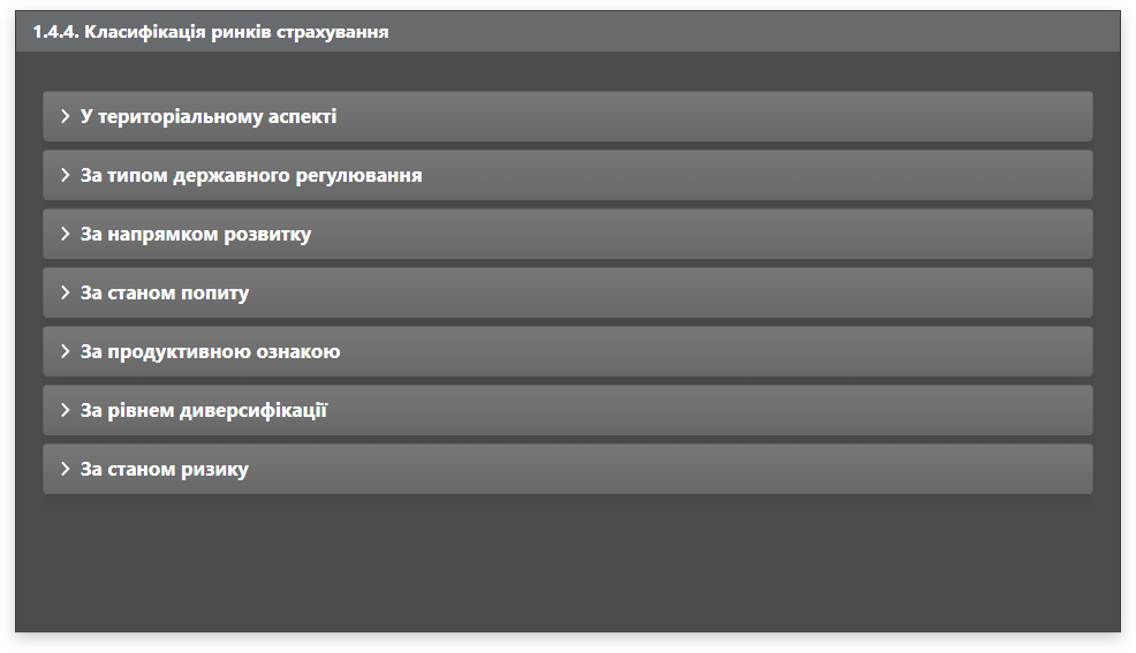 1.4.4. Класифікація ринків страхування
У територіальному аспекті
За типом державного регулювання
За напрямком розвитку
За станом попиту
За продуктивною ознакою
За рівнем диверсифікації
За станом ризику